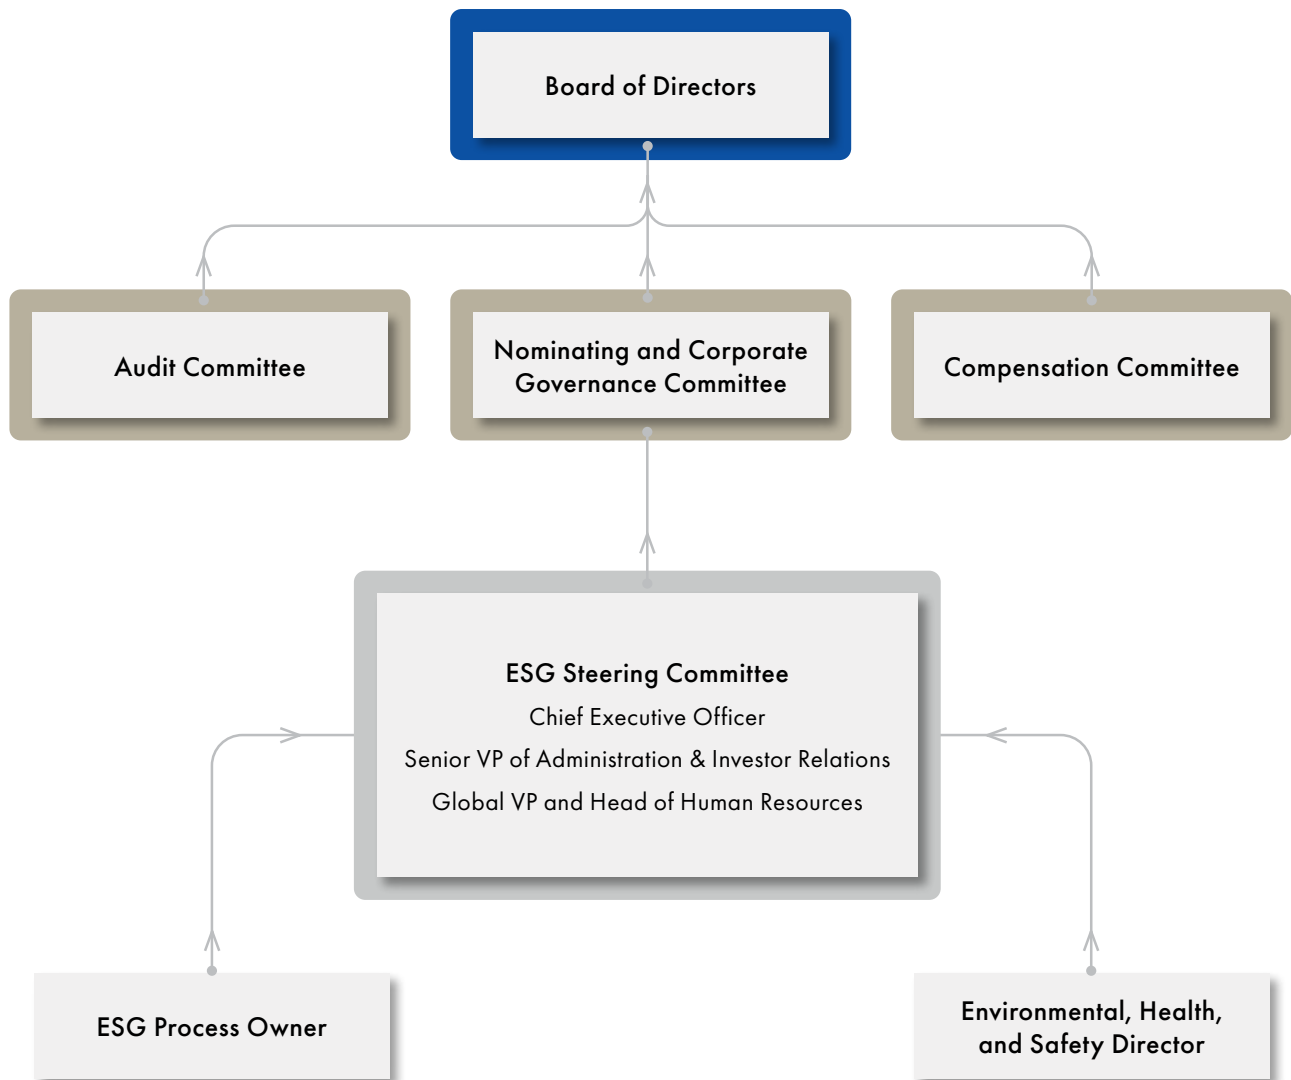 Board of Directors
Audit Committee
Nominating and Corporate
Governance Committee
Compensation Committee
ESG Steering Committee
Chief Executive Officer
Senior VP of Administration & Investor Relations
Global VP and Head of Human Resources
ESG Process Owner
Environmental, Health,
and Safety Director